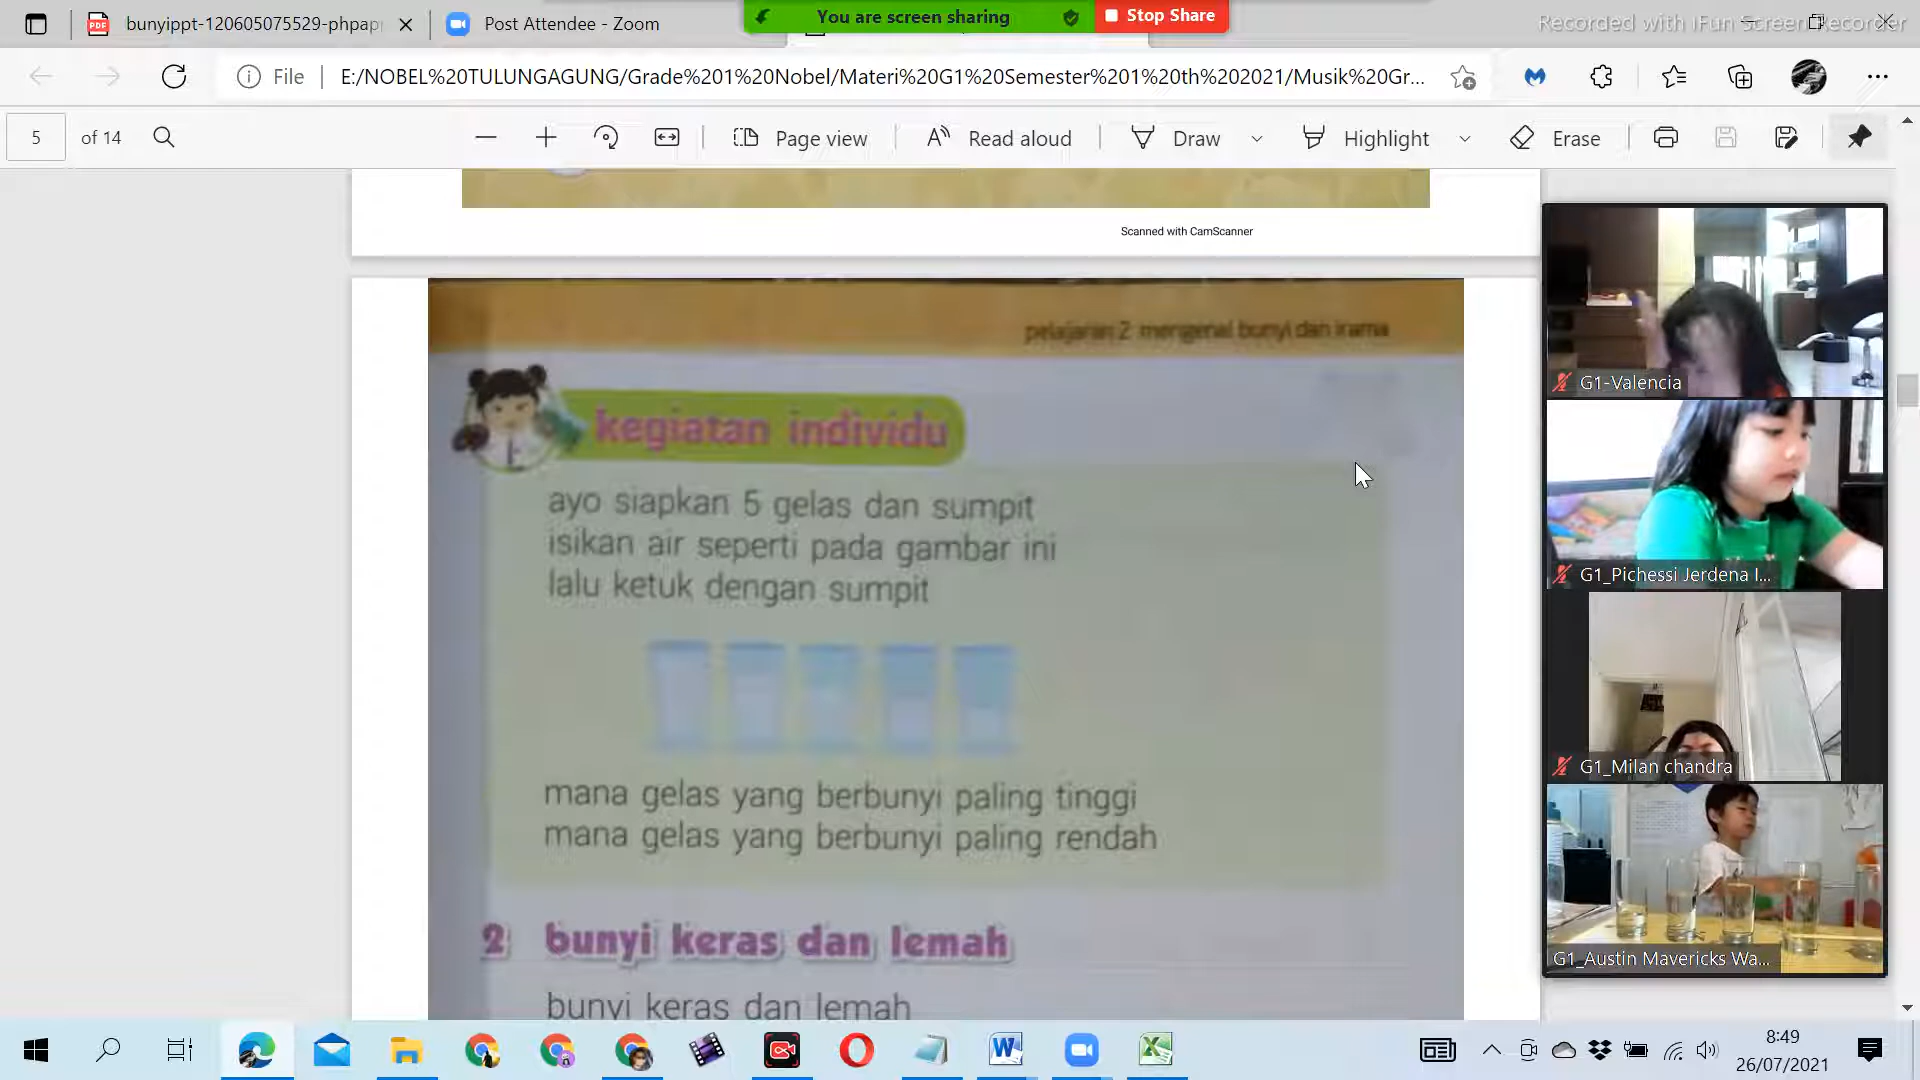 bunyippt-120605075529-phpap
Post Attendee - Zoom
You are screen sharing
Stop Share
Recorded with iFun Screen Recorder
File
E:/NOBEL%20TULUNGAGUNG/Grade%201%20Nobel/Materi%20G1%20Semester%201%20th%202021/Musik%20Gr...
5
of 14
Page view
Read aloud
Draw
Highlight
Erase
Scanned with CamScanner
pelajaran 2 mengenal bunyi dan irama
kegiatan individu
ayo siapkan 5 gelas dan sumpit
isikan air seperti pada gambar ini
lalu ketuk dengan sumpit
mana gelas yang berbunyi paling tinggi
mana gelas yang berbunyi paling rendah
2 bunyi keras dan lemah
bunyi keras dan lemah
G1-Valencia
G1_Pichessi Jerdena I...
G1_Milan chandra
G1_Austin Mavericks Wa...
8:49
26/07/2021